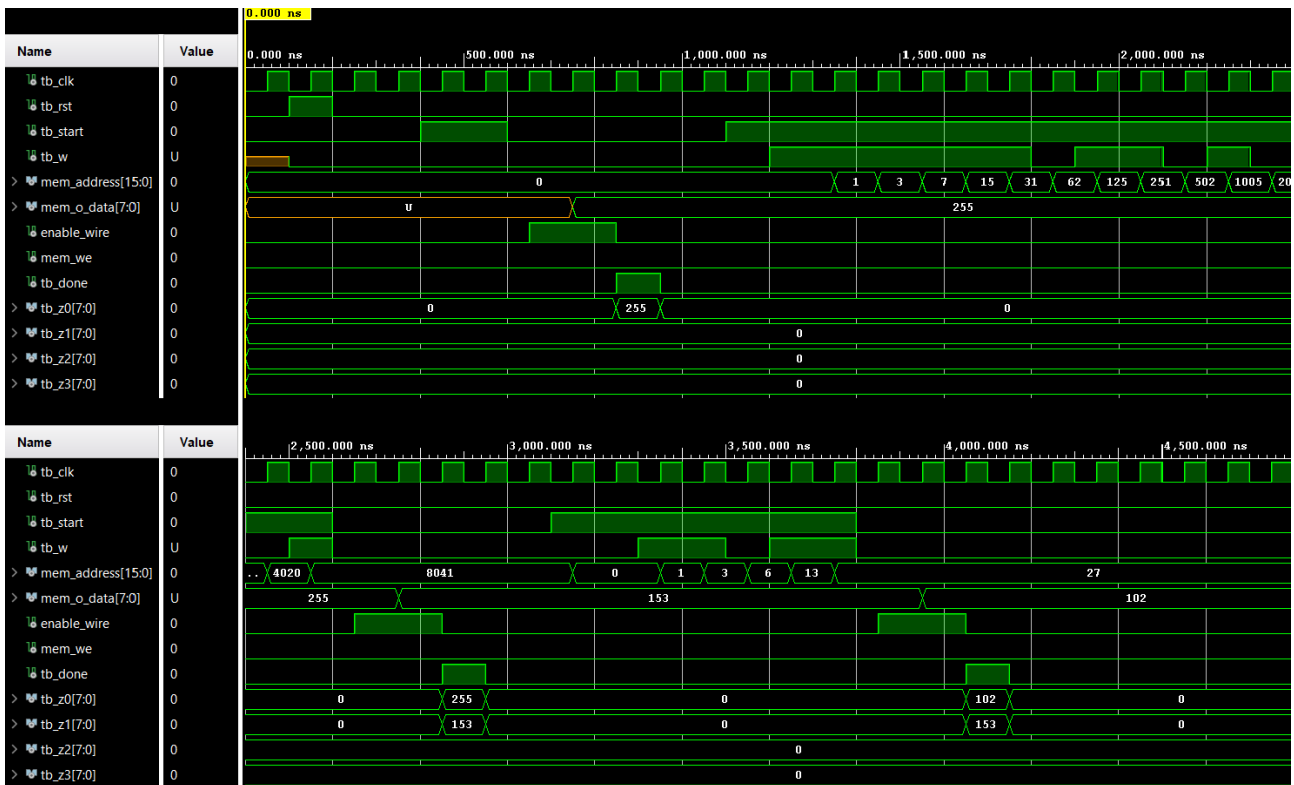 0.000 ns
Name Value 0.000 ns 500.000 ns 1,000.000 ns 1,500.000 ns 2,000.000 ns
tb_clk 0
tb_rst 0
tb_start 0
tb_w U
mem_address[15:0] 0 0 1 3 7 15 31 62 125 251 502 1005 20
mem_o_data[7:0] U U 255
enable_wire 0
mem_we 0
tb_done 0
tb_z0[7:0] 0 0 255 0
tb_z1[7:0] 0 0
tb_z2[7:0] 0 0
tb_z3[7:0] 0 0
Name Value 2,500.000 ns 3,000.000 ns 3,500.000 ns 4,000.000 ns 4,500.000 ns
tb_clk 0
tb_rst 0
tb_start 0
tb_w U
mem_address[15:0] 0 .. 4020 8041 0 1 3 6 13 27
mem_o_data[7:0] U 255 153 102
enable_wire 0
mem_we 0
tb_done 0
tb_z0[7:0] 0 0 255 0 102 0
tb_z1[7:0] 0 0 153 0 153 0
tb_z2[7:0] 0 0
tb_z3[7:0] 0 0